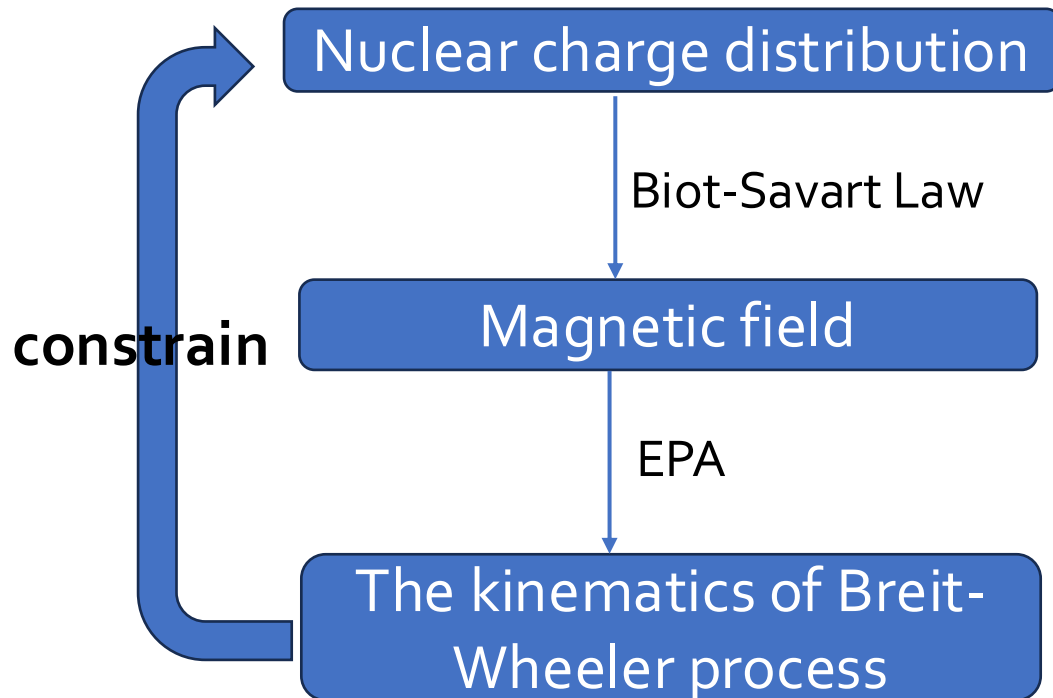 Nuclear charge distribution
Biot-Savart Law
Magnetic field
constrain
EPA
The kinematics of Breit-
Wheeler process